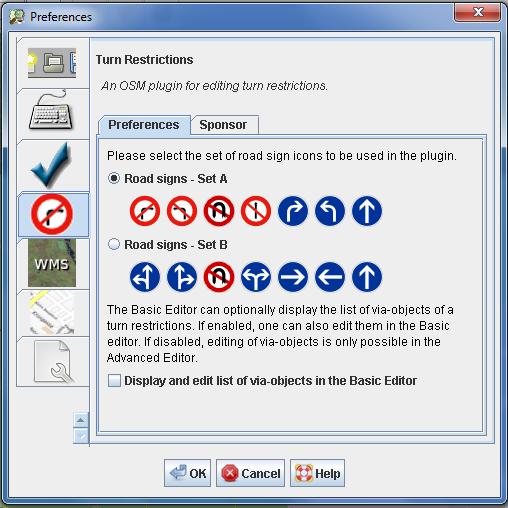 Preferences
Turn Restrictions
An OSM plugin for editing turn restrictions.
Preferences
Sponsor
Please select the set of road sign icons to be used in the plugin.
Road signs - Set A
Road signs - Set B
The Basic Editor can optionally display the list of via-objects of a
turn restrictions. If enabled, one can also edit them in the Basic
editor. If disabled, editing of via-objects is only possible in the
Advanced Editor.
Display and edit list of via-objects in the Basic Editor
WMS
OK
Cancel
Help